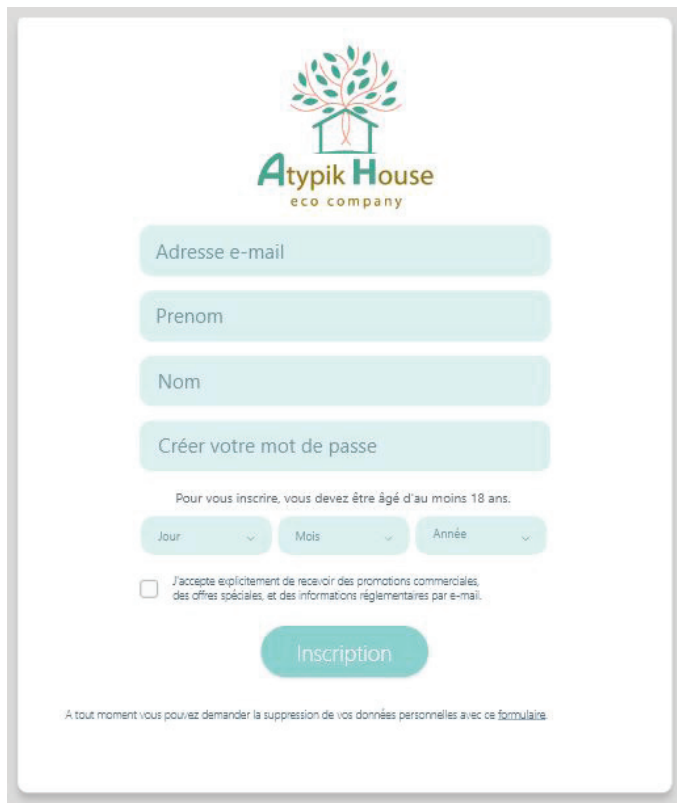 Atypik House
eco company
Adresse e-mail
Prenom
Nom
Créer votre mot de passe
Pour vous inscrire, vous devez être âgé d'au moins 18 ans.
Jour Mois Année
J'accepte explicitement de recevoir des promotions commerciales,
des offres spéciales, et des informations réglementaires par e-mail.
Inscription
A tout moment vous pouvez demander la suppression de vos données personnelles avec ce formulaire.